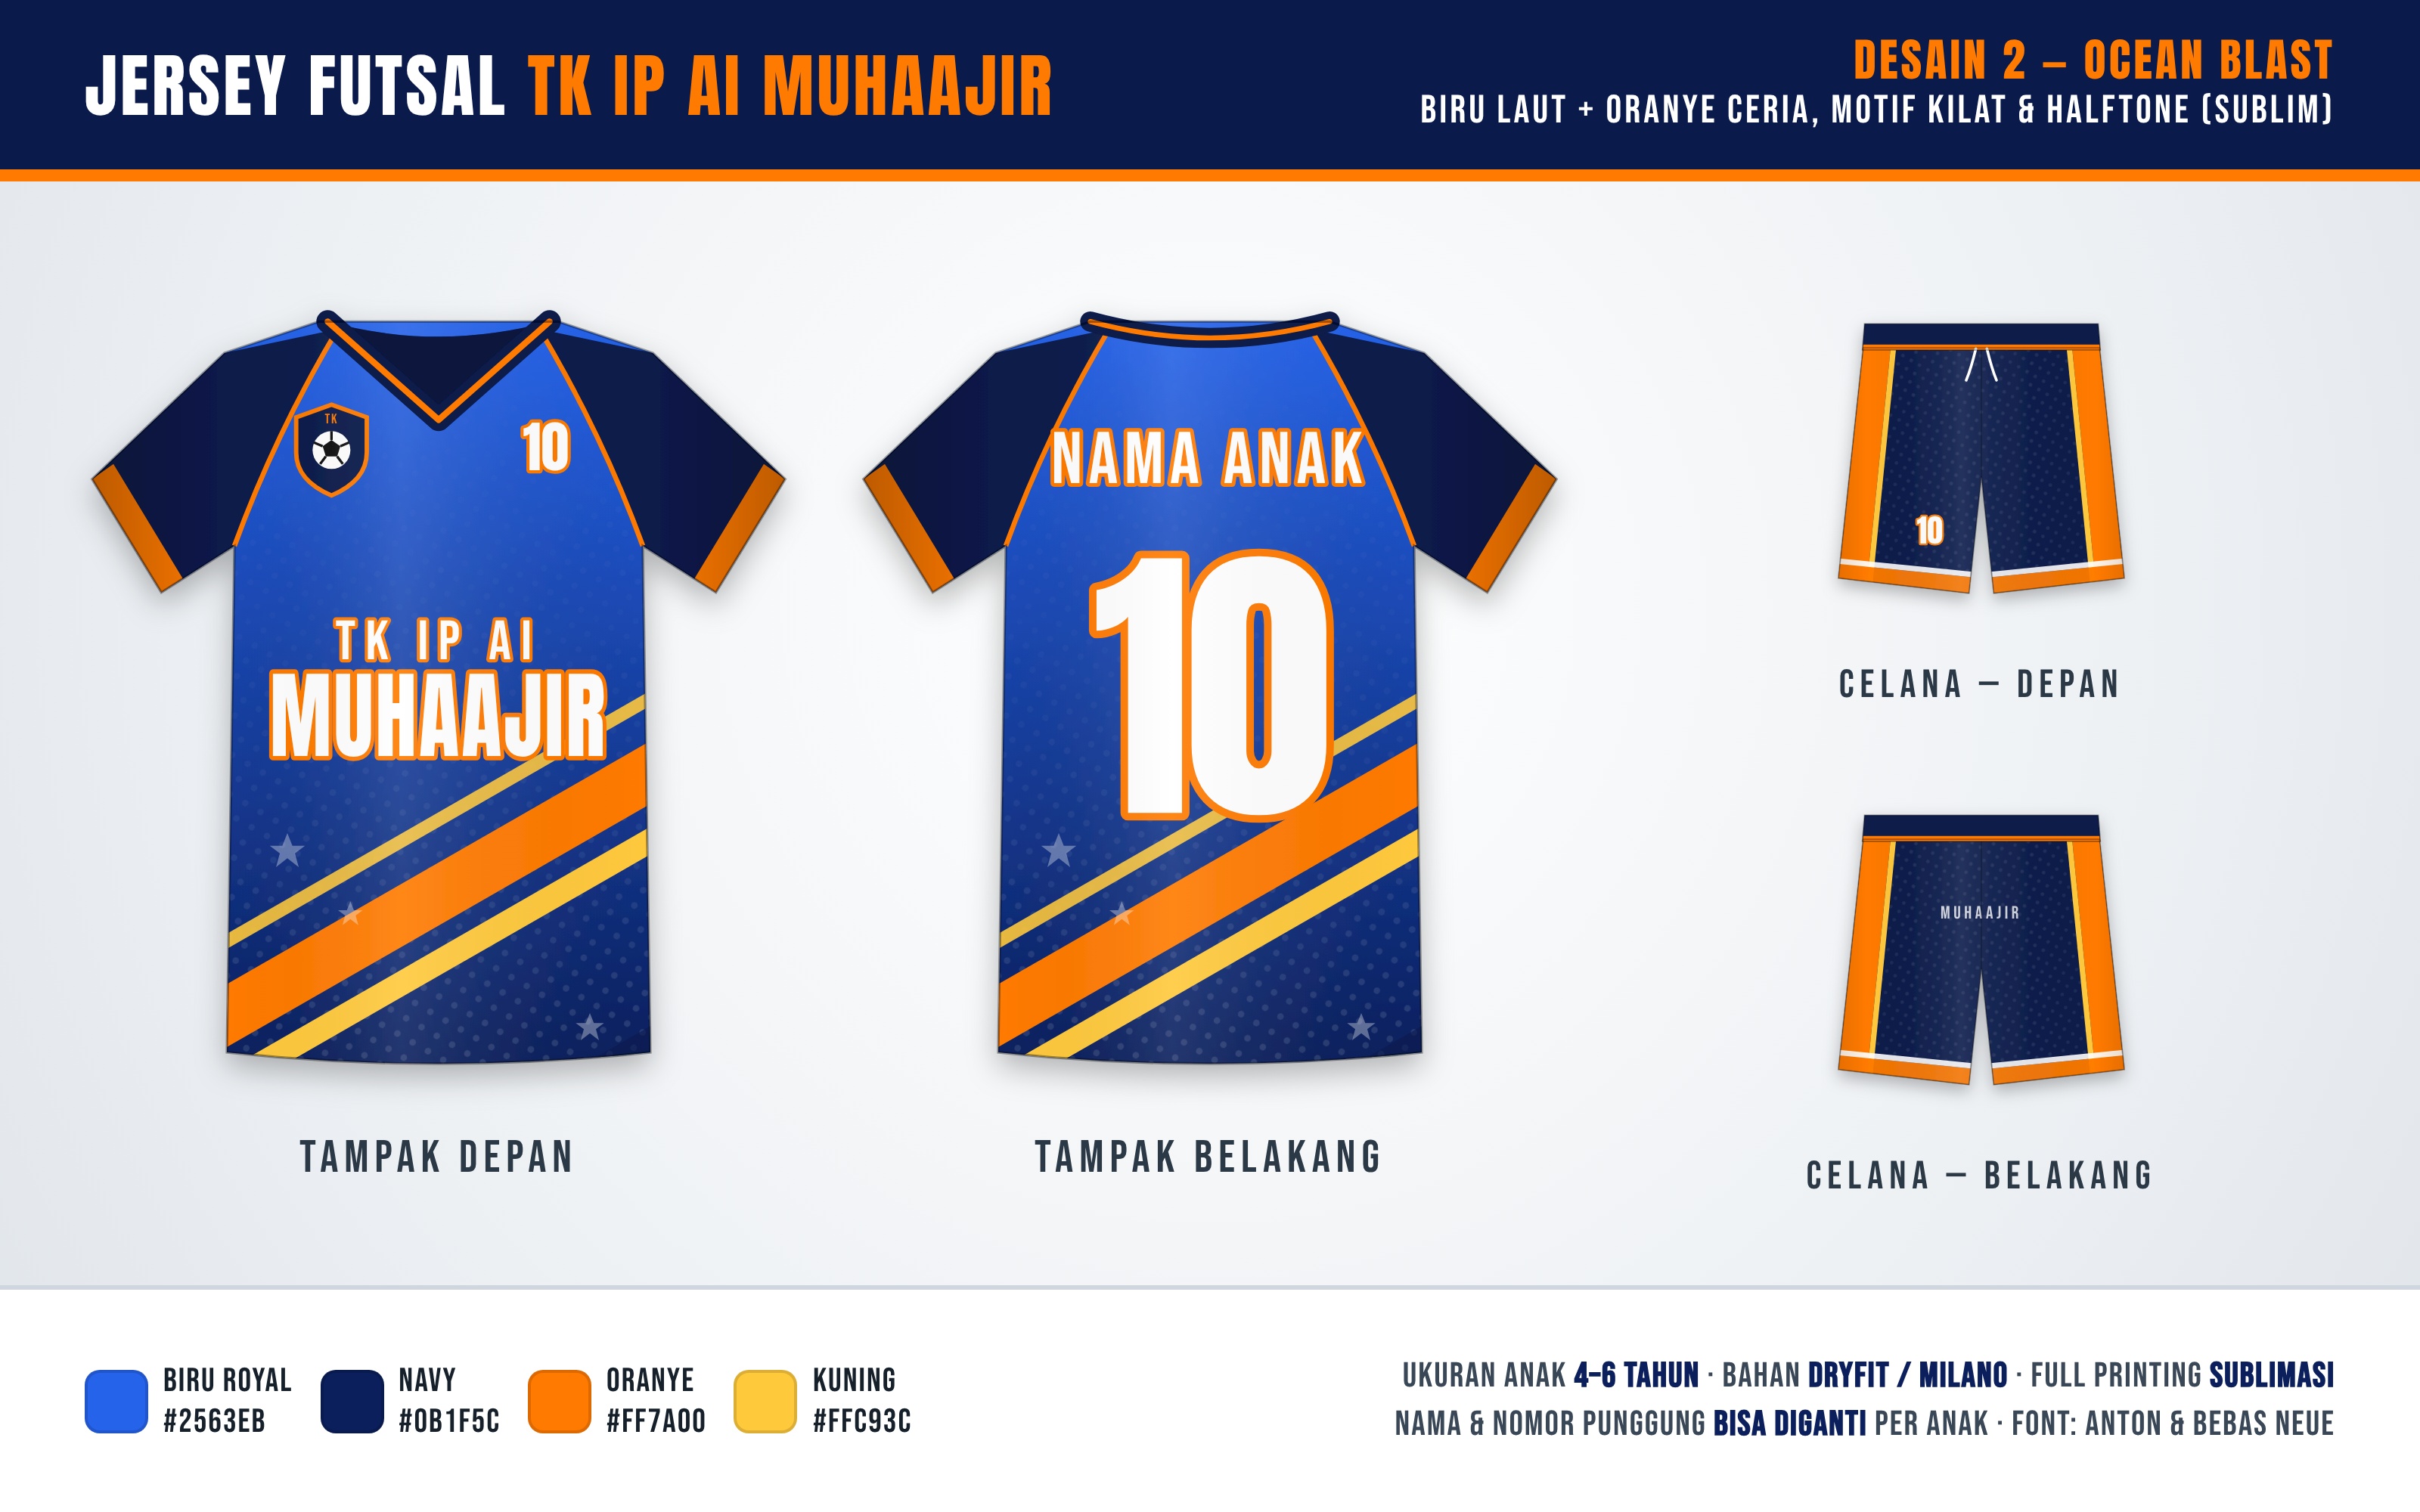 JERSEY FUTSAL TK IP AI MUHAAJIR
DESAIN 2 – OCEAN BLAST
BIRU LAUT + ORANYE CERIA, MOTIF KILAT & HALFTONE (SUBLIM)
TK
10
TK IP AI
MUHAAJIR
TAMPAK DEPAN
NAMA ANAK
10
TAMPAK BELAKANG
10
CELANA – DEPAN
MUHAAJIR
CELANA – BELAKANG
BIRU ROYAL
#2563EB
NAVY
#0B1F5C
ORANYE
#FF7A00
KUNING
#FFC93C
UKURAN ANAK 4–6 TAHUN · BAHAN DRYFIT / MILANO · FULL PRINTING SUBLIMASI
NAMA & NOMOR PUNGGUNG BISA DIGANTI PER ANAK · FONT: ANTON & BEBAS NEUE